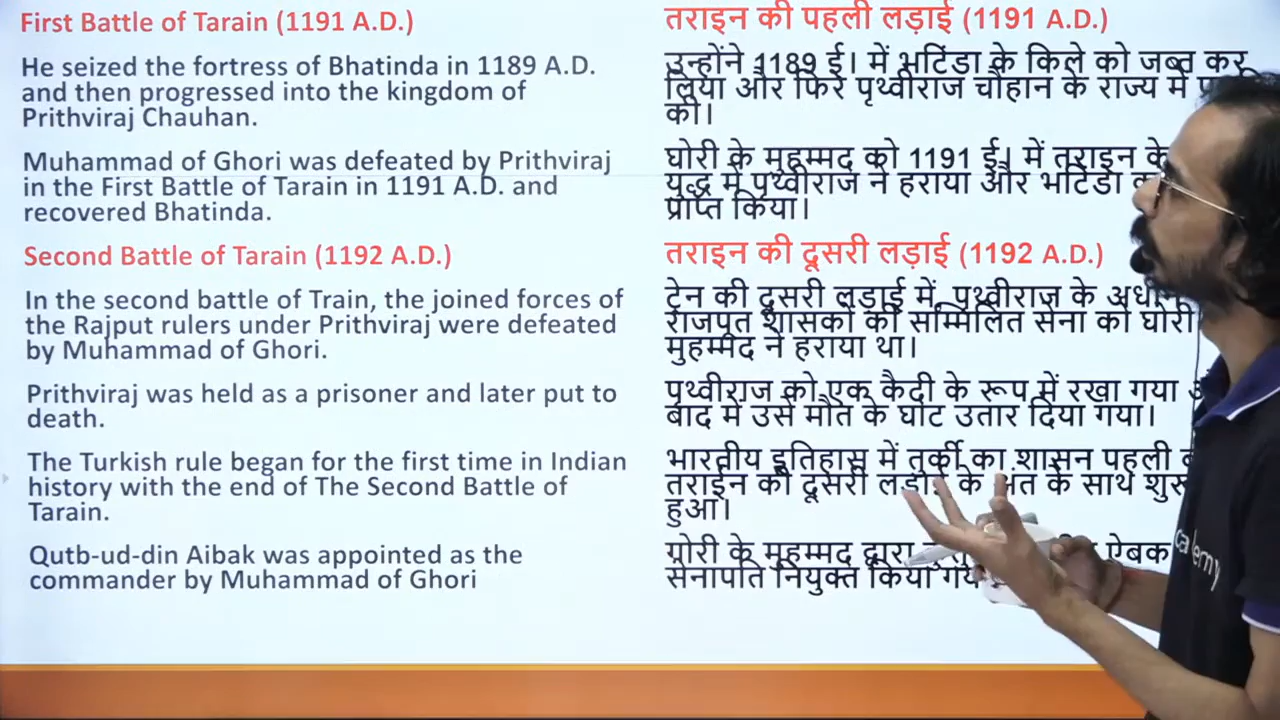 First Battle of Tarain (1191 A.D.)
He seized the fortress of Bhatinda in 1189 A.D.
and then progressed into the kingdom of
Prithviraj Chauhan.
Muhammad of Ghori was defeated by Prithviraj
in the First Battle of Tarain in 1191 A.D. and
recovered Bhatinda.
Second Battle of Tarain (1192 A.D.)
In the second battle of Train, the joined forces of
the Rajput rulers under Prithviraj were defeated
by Muhammad of Ghori.
Prithviraj was held as a prisoner and later put to
death.
The Turkish rule began for the first time in Indian
history with the end of The Second Battle of
Tarain.
Qutb-ud-din Aibak was appointed as the
commander by Muhammad of Ghori
तराइन की पहली लड़ाई (1191 A.D.)
उन्होंने 1189 ई। में भटिंडा के किले को जब्त कर
लिया और फिर पृथ्वीराज चौहान के राज्य में
की।
घोरी के मुहम्मद को 1191 ई। में तराइन के
युद्ध में पृथ्वीराज ने हराया और भटिंडा
प्राप्त किया।
तराइन की दूसरी लड़ाई (1192 A.D.)
ट्रेन की दूसरी लड़ाई में, पृथ्वीराज के
राजपूत शासकों की सम्मिलित सेना को घोरी
मुहम्मद ने हराया था।
पृथ्वीराज को एक कैदी के रूप में रखा गया
बाद में उसे मौत के घाट उतार दिया गया।
भारतीय इतिहास में तुर्की का शासन पहली
तराईन की दूसरी लड़ाई के अंत के साथ
हुआ।
गोरी के मुहम्मद द्वारा ऐबक
सेनापति नियुक्त किया